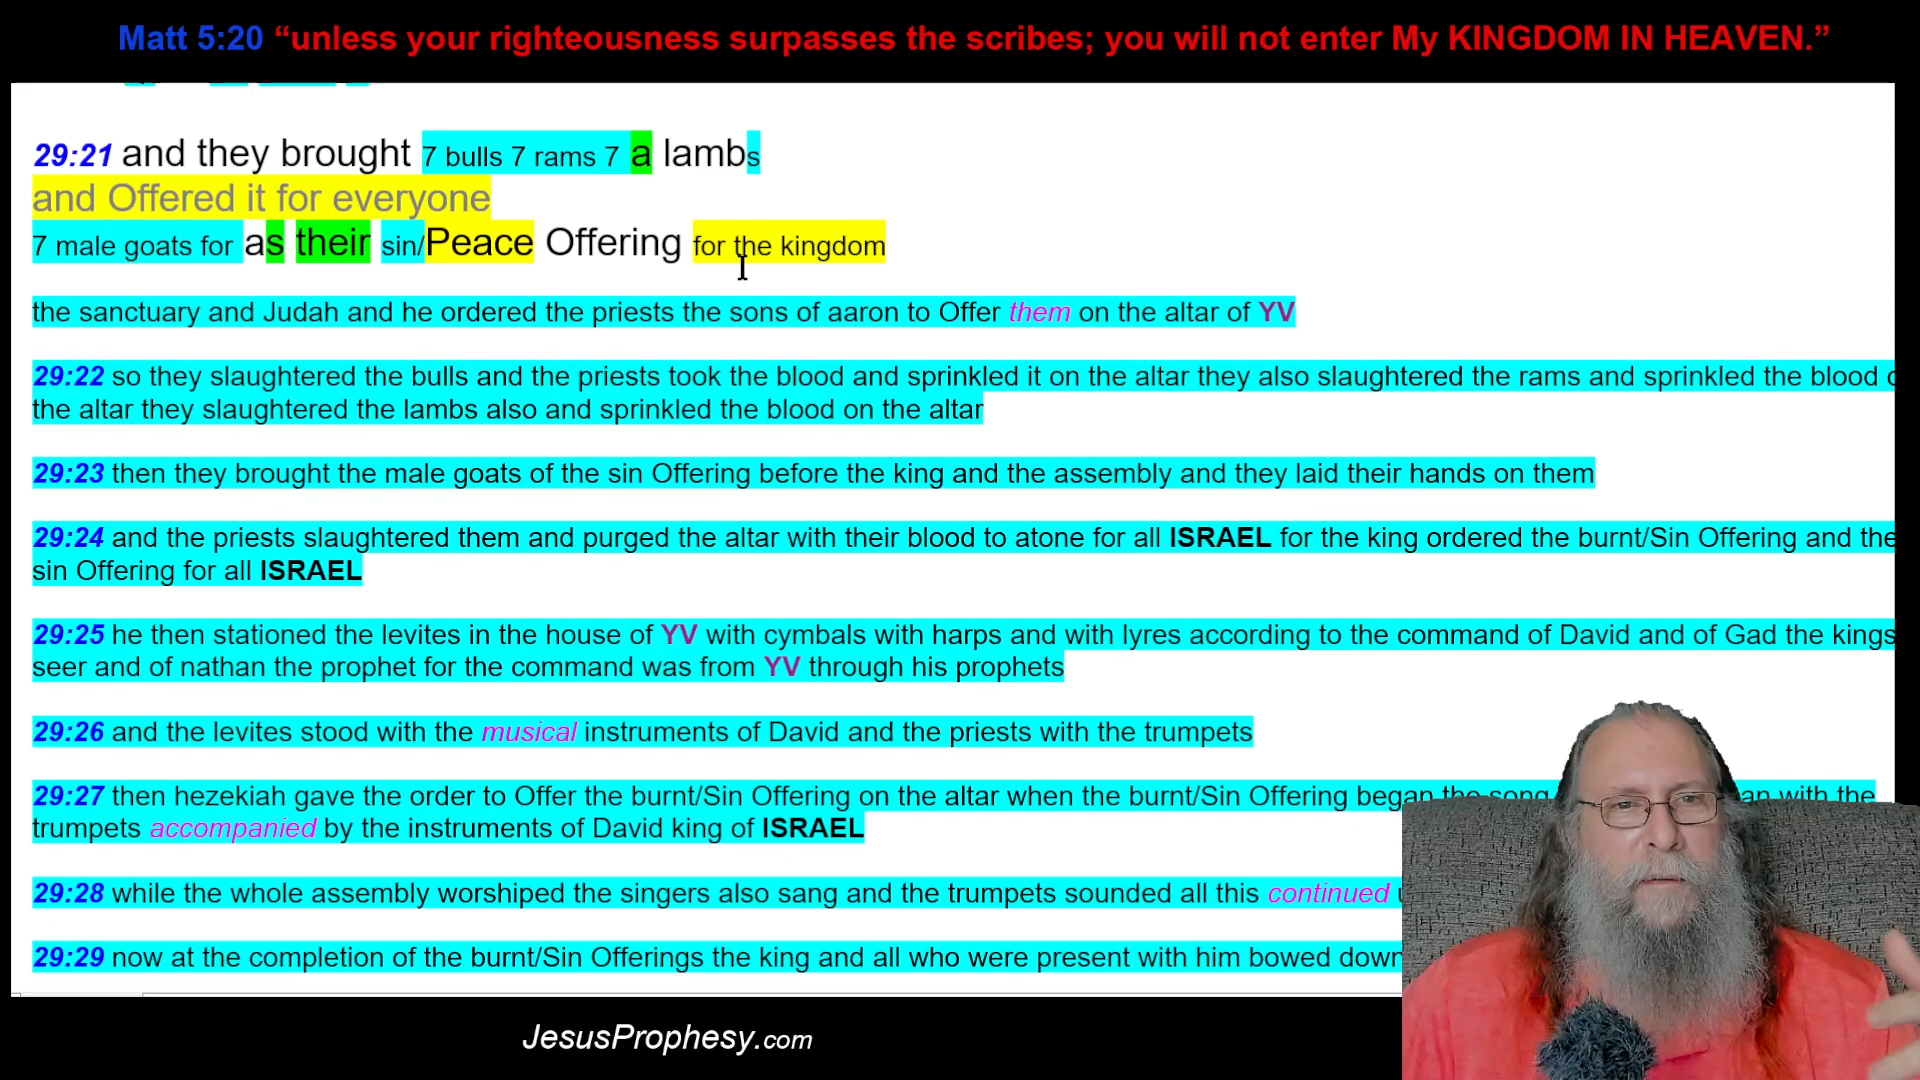 Matt 5:20 “unless your righteousness surpasses the scribes; you will not enter My KINGDOM IN HEAVEN.”
29:21 and they brought 7 bulls 7 rams 7 a lambs
and Offered it for everyone
7 male goats for as their sin/Peace Offering for the kingdom
the sanctuary and Judah and he ordered the priests the sons of aaron to Offer them on the altar of YV
29:22 so they slaughtered the bulls and the priests took the blood and sprinkled it on the altar they also slaughtered the rams and sprinkled the blood
the altar they slaughtered the lambs also and sprinkled the blood on the altar
29:23 then they brought the male goats of the sin Offering before the king and the assembly and they laid their hands on them
29:24 and the priests slaughtered them and purged the altar with their blood to atone for all ISRAEL for the king ordered the burnt/Sin Offering and the
sin Offering for all ISRAEL
29:25 he then stationed the levites in the house of YV with cymbals with harps and with lyres according to the command of David and of Gad the kings
seer and of nathan the prophet for the command was from YV through his prophets
29:26 and the levites stood with the musical instruments of David and the priests with the trumpets
29:27 then hezekiah gave the order to Offer the burnt/Sin Offering on the altar when the burnt/Sin Offering began the song with the
trumpets accompanied by the instruments of David king of ISRAEL
29:28 while the whole assembly worshiped the singers also sang and the trumpets sounded all this continued
29:29 now at the completion of the burnt/Sin Offerings the king and all who were present with him bowed down
JesusProphesy.com